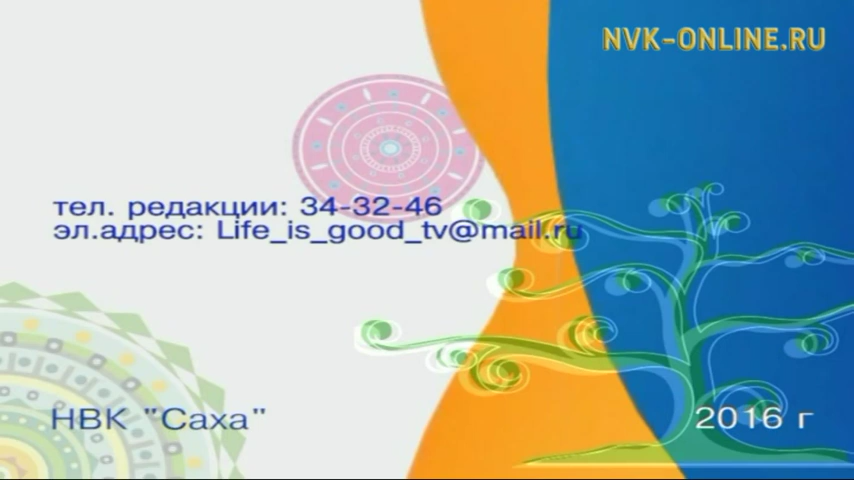 NVK-ONLINE.RU
тел. редакции: 34-32-46
эл.адрес: Life_is_good_tv@mail.ru
НВК "Саха"
2016 г